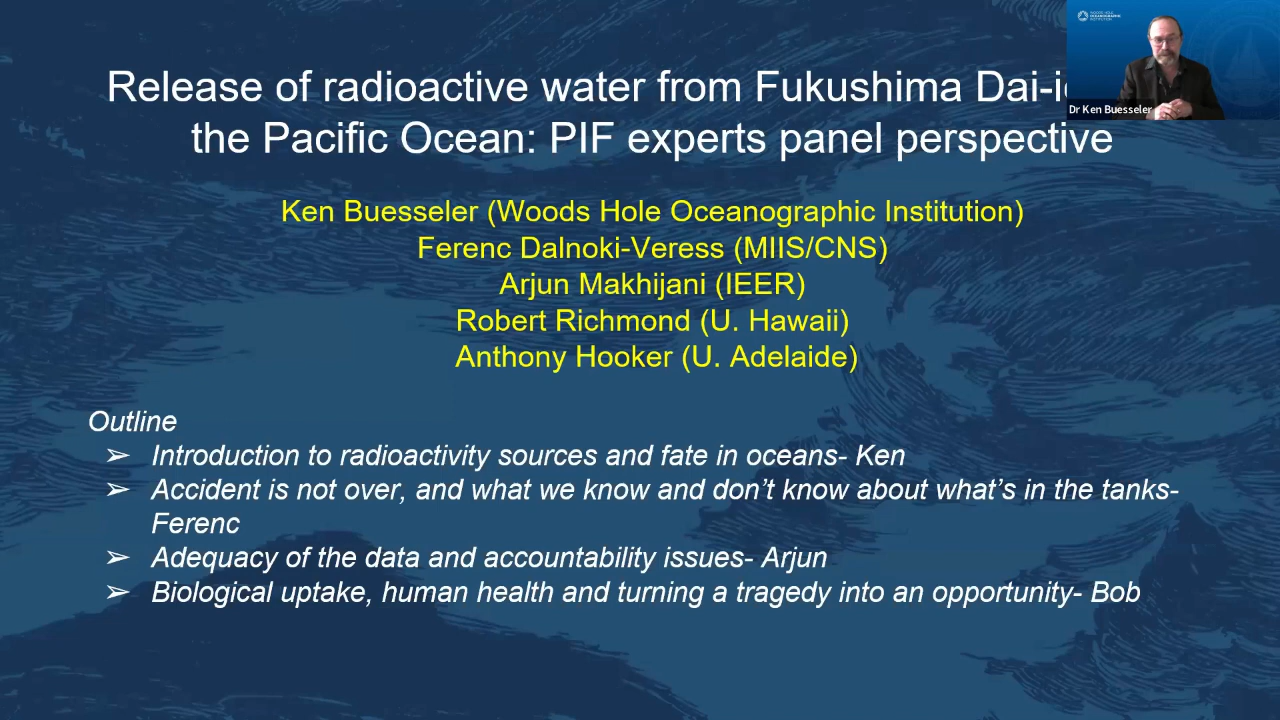 Release of radioactive water from Fukushima Dai-i
the Pacific Ocean: PIF experts panel perspective
WOODS HOLE
OCEANOGRAPHIC
INSTITUTION
Dr Ken Buesseler
Ken Buesseler (Woods Hole Oceanographic Institution)
Ferenc Dalnoki-Veress (MIIS/CNS)
Arjun Makhijani (IEER)
Robert Richmond (U. Hawaii)
Anthony Hooker (U. Adelaide)
Outline
➢ Introduction to radioactivity sources and fate in oceans- Ken
➢ Accident is not over, and what we know and don’t know about what’s in the tanks-
Ferenc
➢ Adequacy of the data and accountability issues- Arjun
➢ Biological uptake, human health and turning a tragedy into an opportunity- Bob